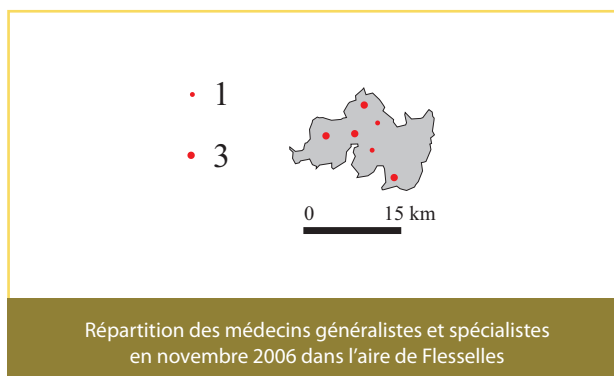 1
3
0 15 km
Répartition des médecins généralistes et spécialistes
en novembre 2006 dans l'aire de Flesselles